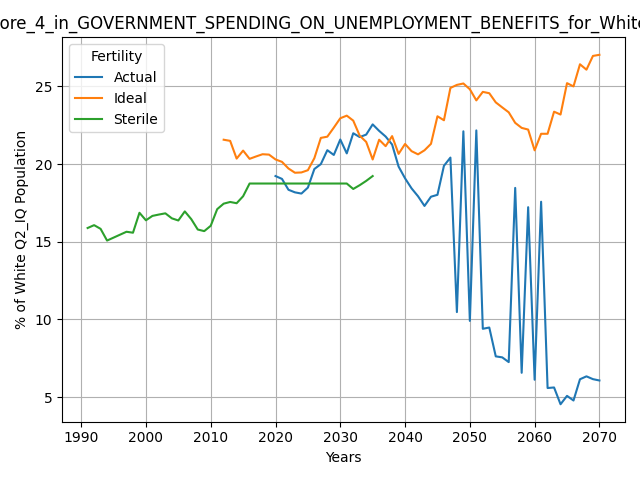 ore_4_in_GOVERNMENT_SPENDING_ON_UNEMPLOYMENT_BENEFITS_for_White
Fertility
Actual
Ideal
Sterile
% of White Q2_IQ Population
25
20
15
10
5
1990 2000 2010 2020 2030 2040 2050 2060 2070
Years